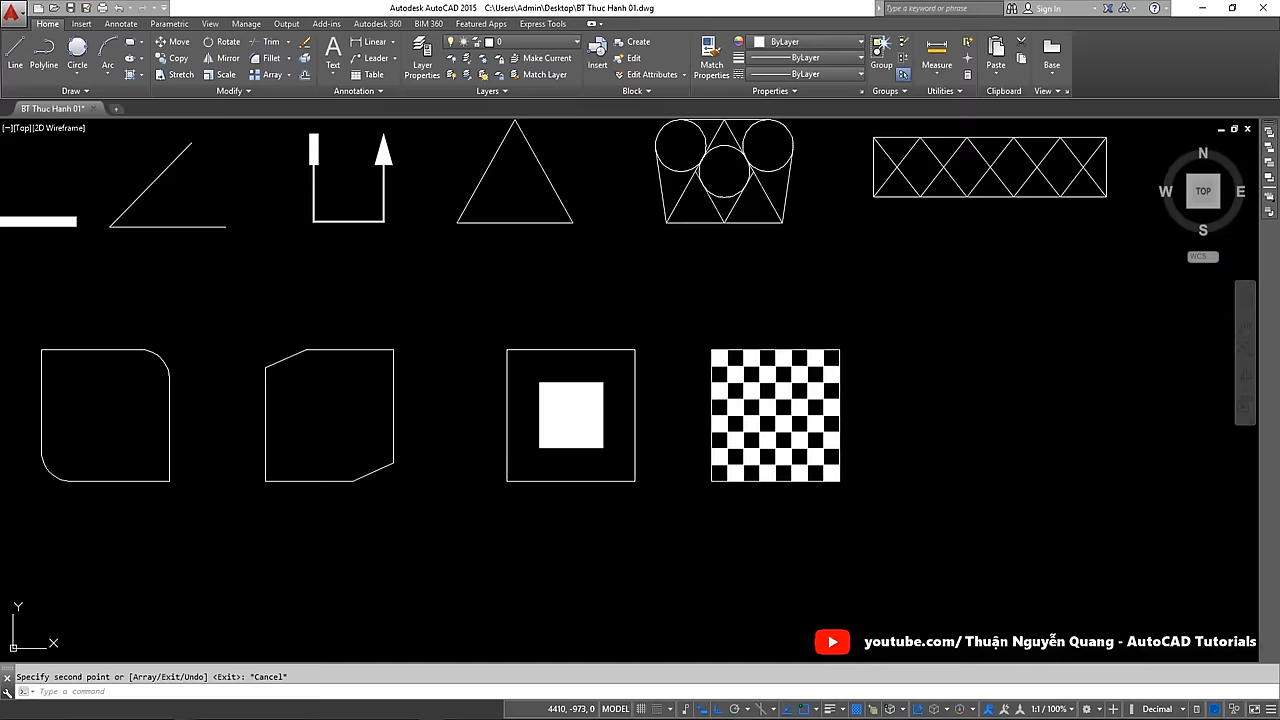 Autodesk AutoCAD 2015 C:\Users\Admin\Desktop\BT Thuc Hanh 01.dwg
Type a keyword or phrase
Sign In
Home Insert Annotate Parametric View Manage Output Add-ins Autodesk 360 BIM 360 Featured Apps Express Tools
Line Polyline Circle Arc
Move Rotate Trim
Copy Mirror Fillet
Stretch Scale Array
Text
Linear
Leader
Table
Layer Properties
0
Make Current
Match Layer
Insert
Create
Edit
Edit Attributes
Match Properties
ByLayer
ByLayer
ByLayer
Group
Measure
Paste
Base
Draw Modify Annotation Layers Block Properties Groups Utilities Clipboard View
BT Thuc Hanh 01*
[−][Top][2D Wireframe]
N
W TOP E
S
WCS
Y
X
youtube.com/ Thuận Nguyễn Quang - AutoCAD Tutorials
Specify second point or [Array/Exit/Undo] <Exit>: *Cancel*
Type a command
4410, -973, 0 MODEL
1:1 / 100%
Decimal